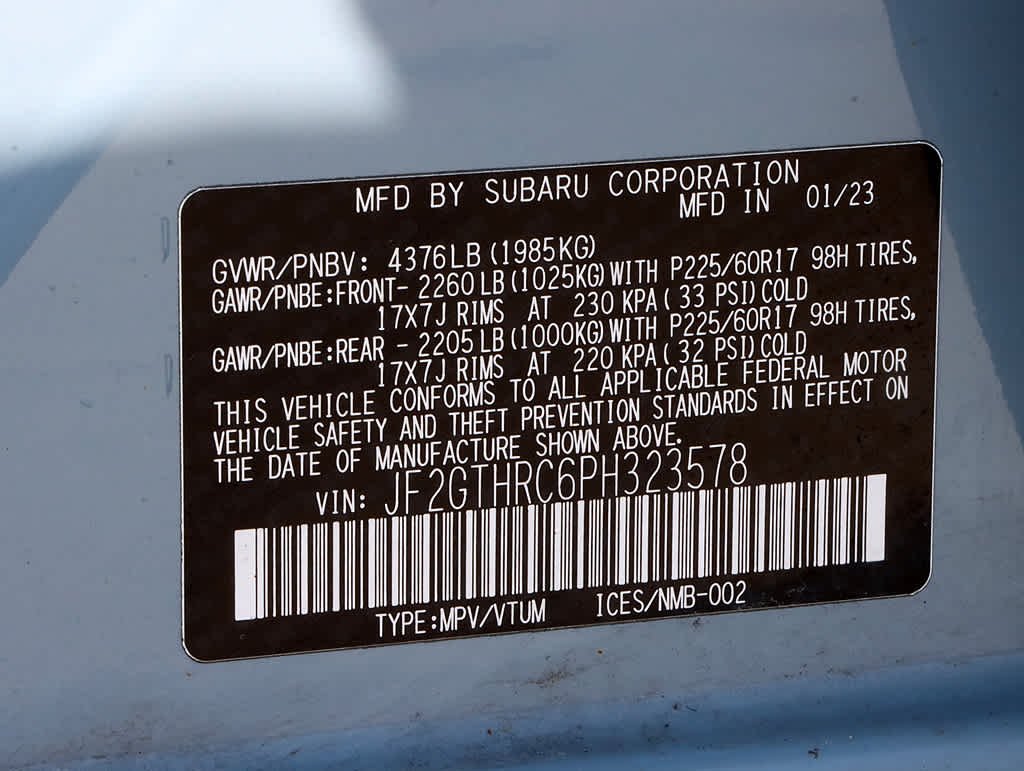 MFD BY SUBARU CORPORATION
MFD IN 01/23
GVWR/PNBV: 4376LB (1985KG)
GAWR/PNBE:FRONT- 2260LB (1025KG) WITH P225/60R17 98H TIRES,
17X7J RIMS AT 230 KPA( 33 PSI)COLD
GAWR/PNBE:REAR - 2205LB (1000KG) WITH P225/60R17 98H TIRES,
17X7J RIMS AT 220 KPA( 32 PSI)COLD
THIS VEHICLE CONFORMS TO ALL APPLICABLE FEDERAL MOTOR
VEHICLE SAFETY AND THEFT PREVENTION STANDARDS IN EFFECT ON
THE DATE OF MANUFACTURE SHOWN ABOVE.
VIN: JF2GTHRC6PH323578
TYPE:MPV/VTUM ICES/NMB-002